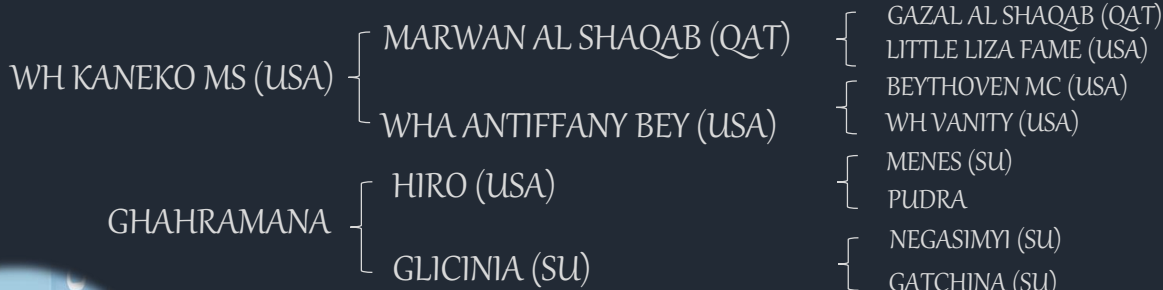 GAZAL AL SHAQAB (QAT)
MARWAN AL SHAQAB (QAT)
LITTLE LIZA FAME (USA)
WH KANEKO MS (USA)
BEYTHOVEN MC (USA)
WHA ANTIFFANY BEY (USA)
WH VANITY (USA)
MENES (SU)
HIRO (USA)
PUDRA
GHAHRAMANA
NEGASIMYI (SU)
GLICINIA (SU)
GATCHINA (SU)